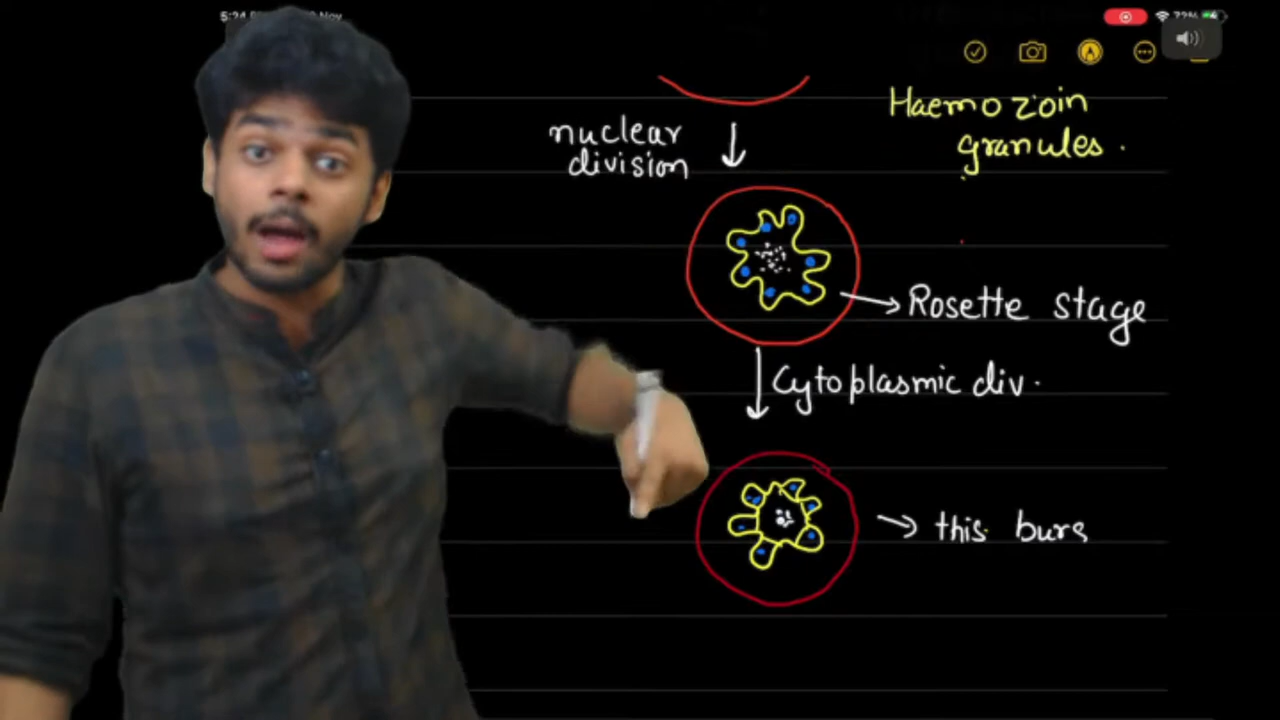 Haemozoin
granules.
nuclear
division
Rosette stage
Cytoplasmic div.
this burs